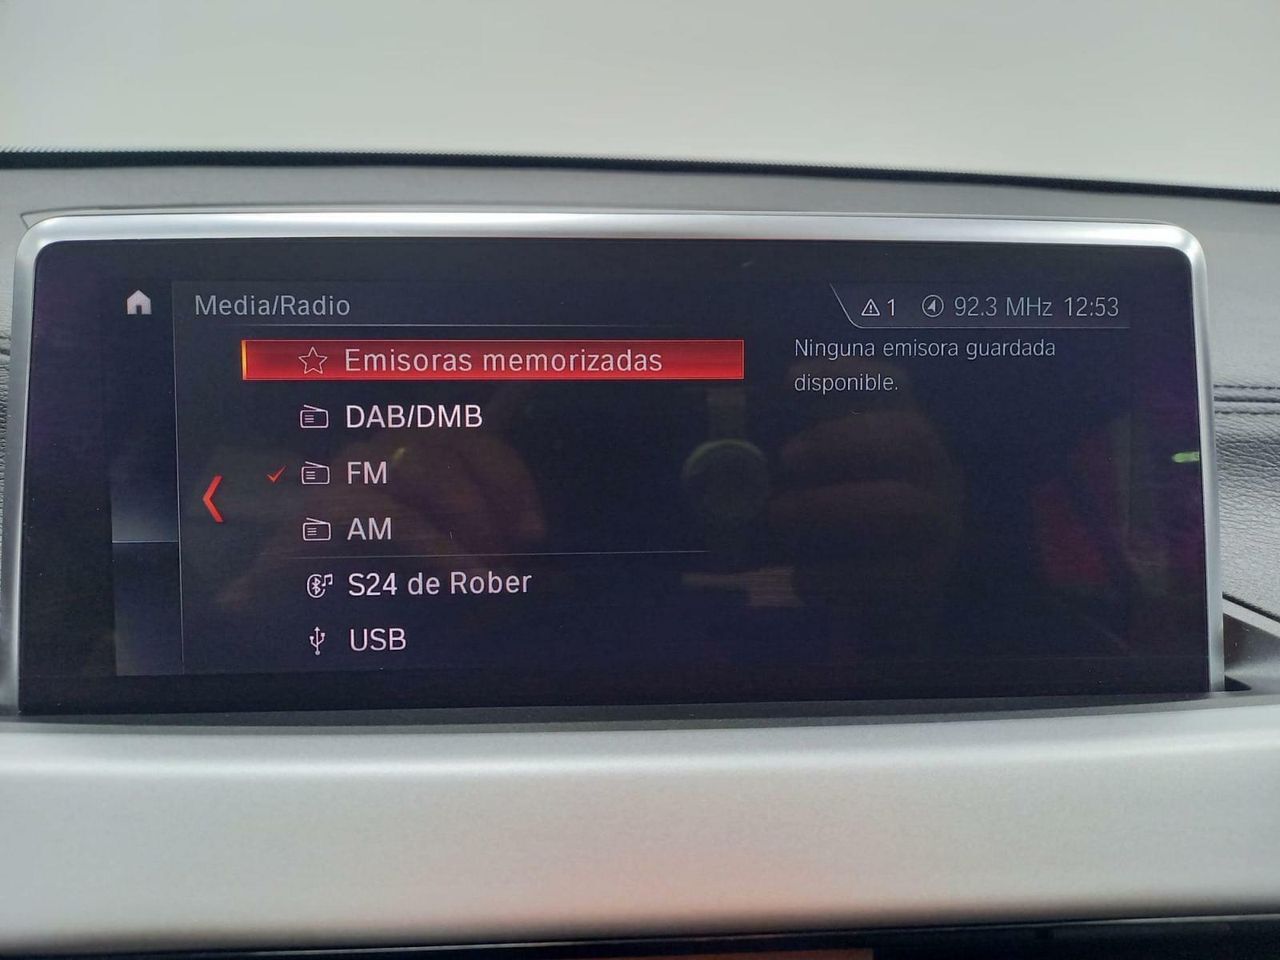 Media/Radio
1 92.3 MHz 12:53
Emisoras memorizadas
Ninguna emisora guardada
disponible.
DAB/DMB
FM
AM
S24 de Rober
USB